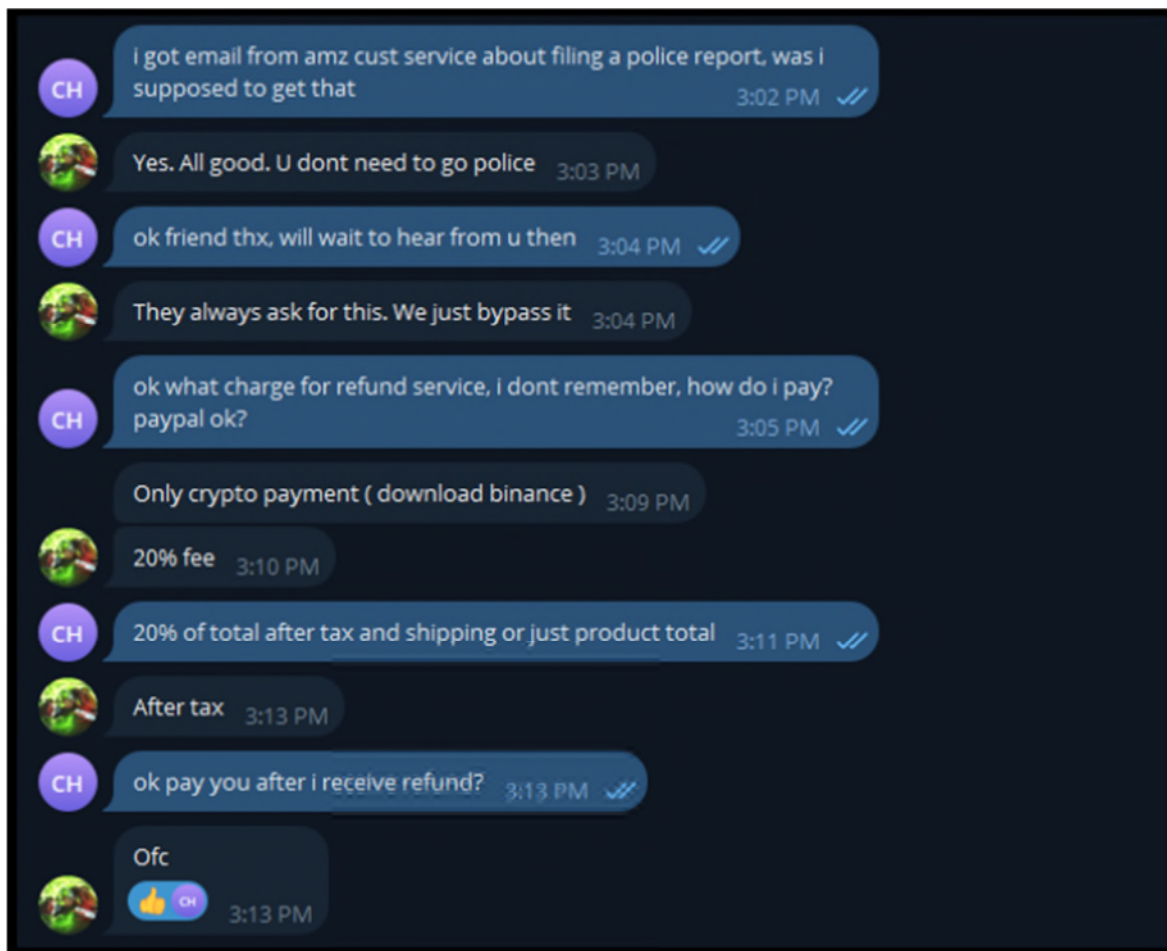 i got email from amz cust service about filing a police report, was i
supposed to get that
3:02 PM
CH
Yes. All good. U dont need to go police 3:03 PM
ok friend thx, will wait to hear from u then 3:04 PM
CH
They always ask for this. We just bypass it 3:04 PM
ok what charge for refund service, i dont remember, how do i pay?
paypal ok?
3:05 PM
CH
Only crypto payment ( download binance ) 3:09 PM
20% fee 3:10 PM
20% of total after tax and shipping or just product total 3:11 PM
CH
After tax 3:13 PM
ok pay you after i receive refund? 3:13 PM
CH
Ofc
CH
3:13 PM